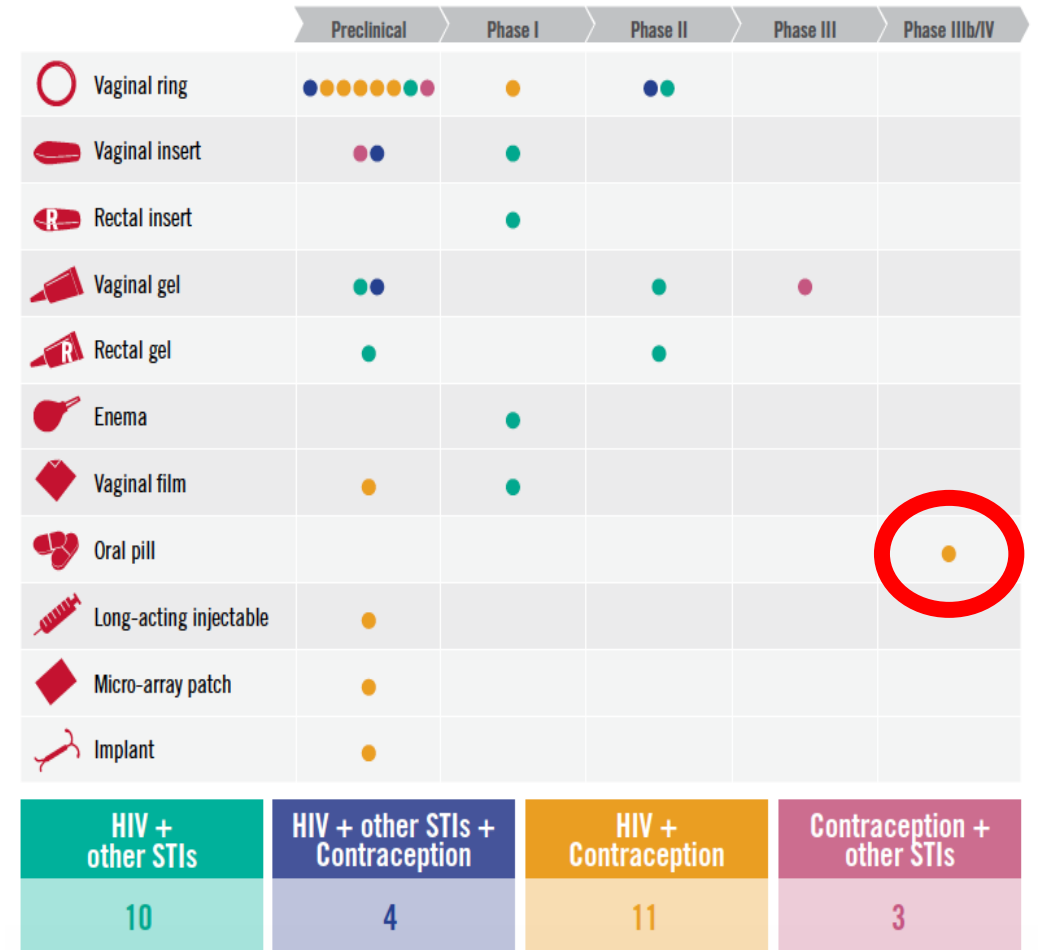 Preclinical Phase I Phase II Phase III Phase IIIb/IV
Vaginal ring
Vaginal insert
R Rectal insert
Vaginal gel
R Rectal gel
Enema
Vaginal film
Oral pill
Long-acting injectable
Micro-array patch
Implant
HIV +
other STIs
HIV + other STIs +
Contraception
HIV +
Contraception
Contraception +
other STIs
10
4
11
3